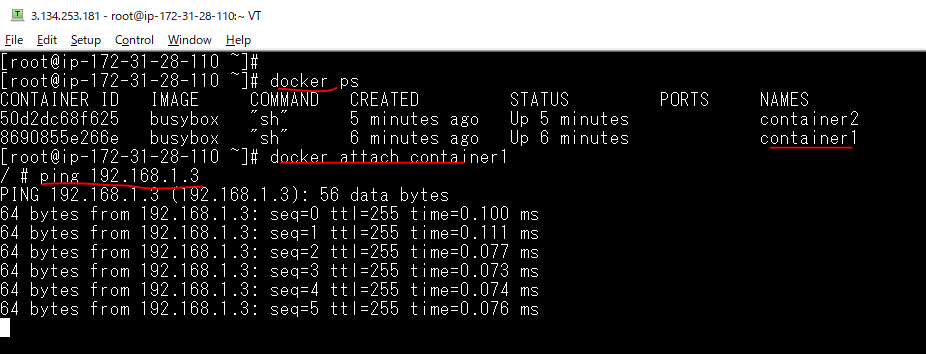 3.134.253.181 - root@ip-172-31-28-110:~ VT
File Edit Setup Control Window Help
[root@ip-172-31-28-110 ~]#
[root@ip-172-31-28-110 ~]# docker ps
CONTAINER ID IMAGE COMMAND CREATED STATUS PORTS NAMES
50d2dc68f625 busybox "sh" 5 minutes ago Up 5 minutes container2
8690855e266e busybox "sh" 6 minutes ago Up 6 minutes container1
[root@ip-172-31-28-110 ~]# docker attach container1
/ # ping 192.168.1.3
PING 192.168.1.3 (192.168.1.3): 56 data bytes
64 bytes from 192.168.1.3: seq=0 ttl=255 time=0.100 ms
64 bytes from 192.168.1.3: seq=1 ttl=255 time=0.111 ms
64 bytes from 192.168.1.3: seq=2 ttl=255 time=0.077 ms
64 bytes from 192.168.1.3: seq=3 ttl=255 time=0.073 ms
64 bytes from 192.168.1.3: seq=4 ttl=255 time=0.074 ms
64 bytes from 192.168.1.3: seq=5 ttl=255 time=0.076 ms